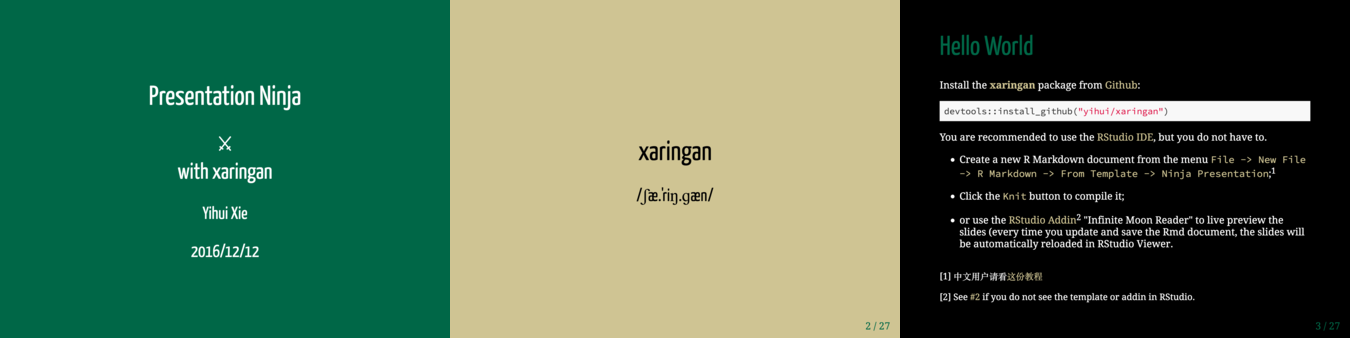 Presentation Ninja
⚔
with xaringan
Yihui Xie
2016/12/12
xaringan
/ʃæ.'riŋ.gæn/
2 / 27
Hello World
Install the xaringan package from Github:
devtools::install_github("yihui/xaringan")
You are recommended to use the RStudio IDE, but you do not have to.
• Create a new R Markdown document from the menu File -> New File
-> R Markdown -> From Template -> Ninja Presentation;1
• Click the Knit button to compile it;
• or use the RStudio Addin2 "Infinite Moon Reader" to live preview the
slides (every time you update and save the Rmd document, the slides will
be automatically reloaded in RStudio Viewer.
[1] 中文用户请看这份教程
[2] See #2 if you do not see the template or addin in RStudio.
3 / 27